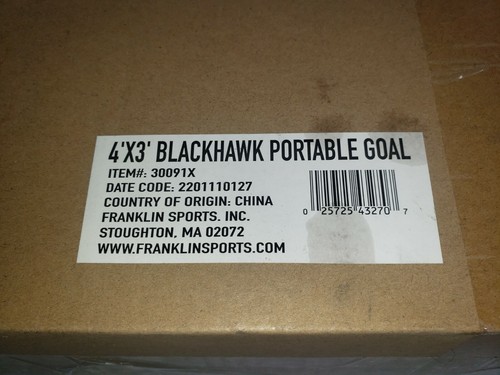 4'X3' BLACKHAWK PORTABLE GOAL
ITEM#: 30091X
DATE CODE: 2201110127
COUNTRY OF ORIGIN: CHINA
FRANKLIN SPORTS. INC.
STOUGHTON, MA 02072
WWW.FRANKLINSPORTS.COM
0 25725 43270 7